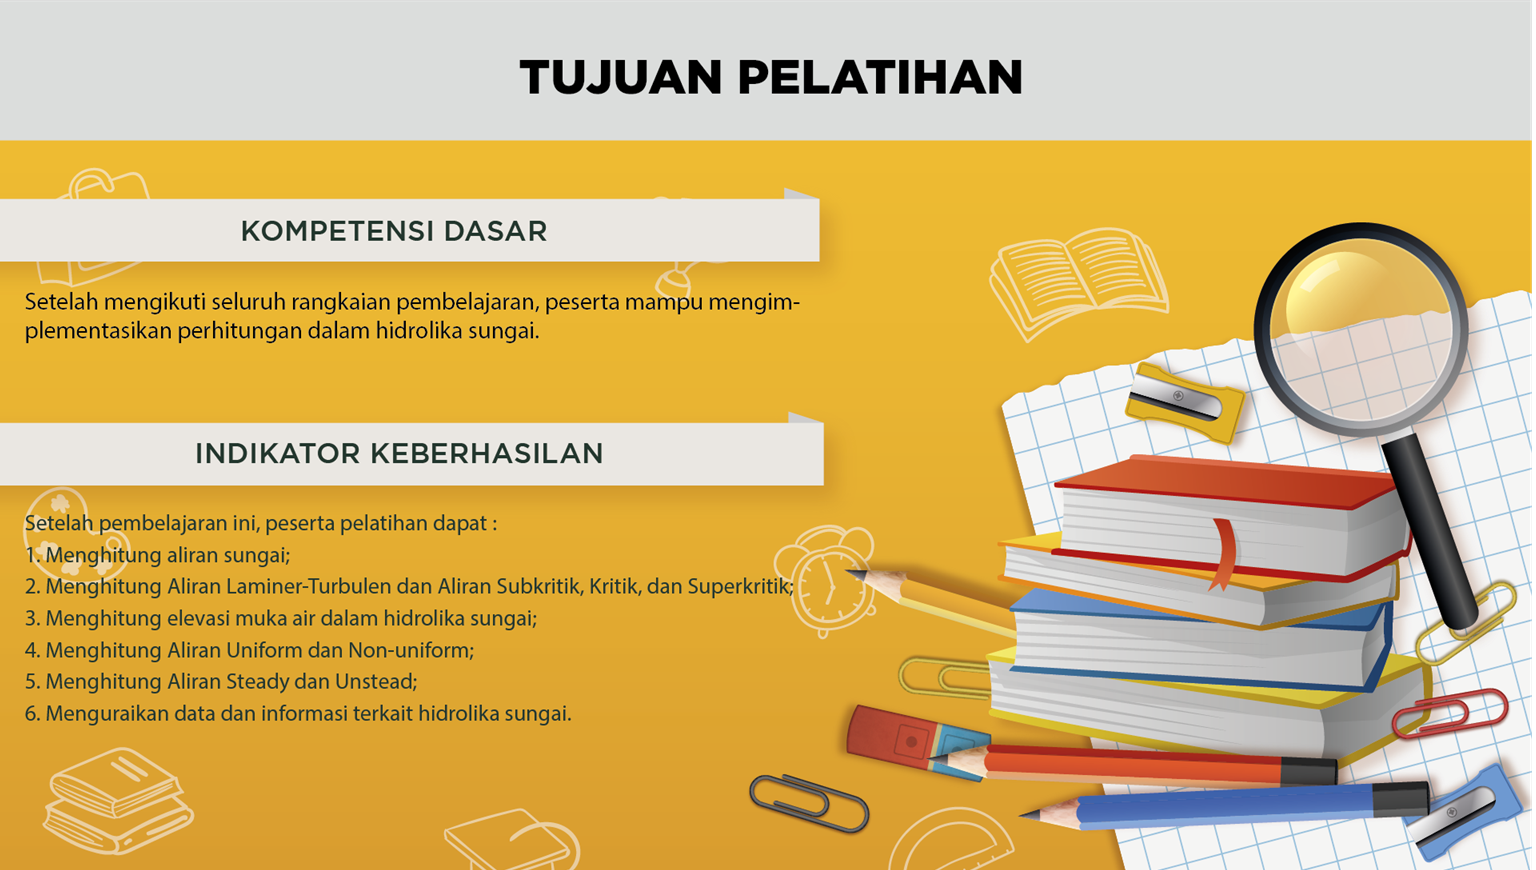 TUJUAN PELATIHAN
KOMPETENSI DASAR
Setelah mengikuti seluruh rangkaian pembelajaran, peserta mampu mengim-
plementasikan perhitungan dalam hidrolika sungai.
INDIKATOR KEBERHASILAN
Setelah pembelajaran ini, peserta pelatihan dapat :
1. Menghitung aliran sungai;
2. Menghitung Aliran Laminer-Turbulen dan Aliran Subkritik, Kritik, dan Superkritik;
3. Menghitung elevasi muka air dalam hidrolika sungai;
4. Menghitung Aliran Uniform dan Non-uniform;
5. Menghitung Aliran Steady dan Unstead;
6. Menguraikan data dan informasi terkait hidrolika sungai.